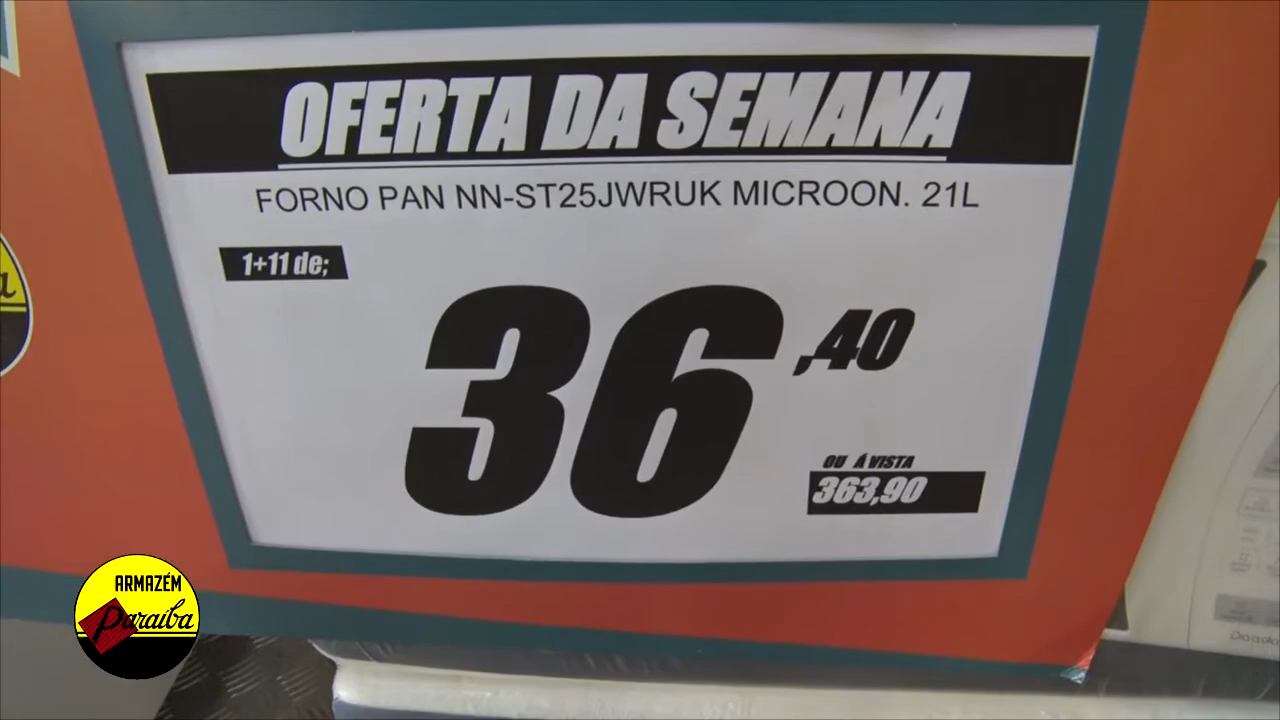 OFERTA DA SEMANA
FORNO PAN NN-ST25JWRUK MICROON. 21L
1+11 de;
36,40
OU Á VISTA
363,90
ARMAZÉM
Paraíba